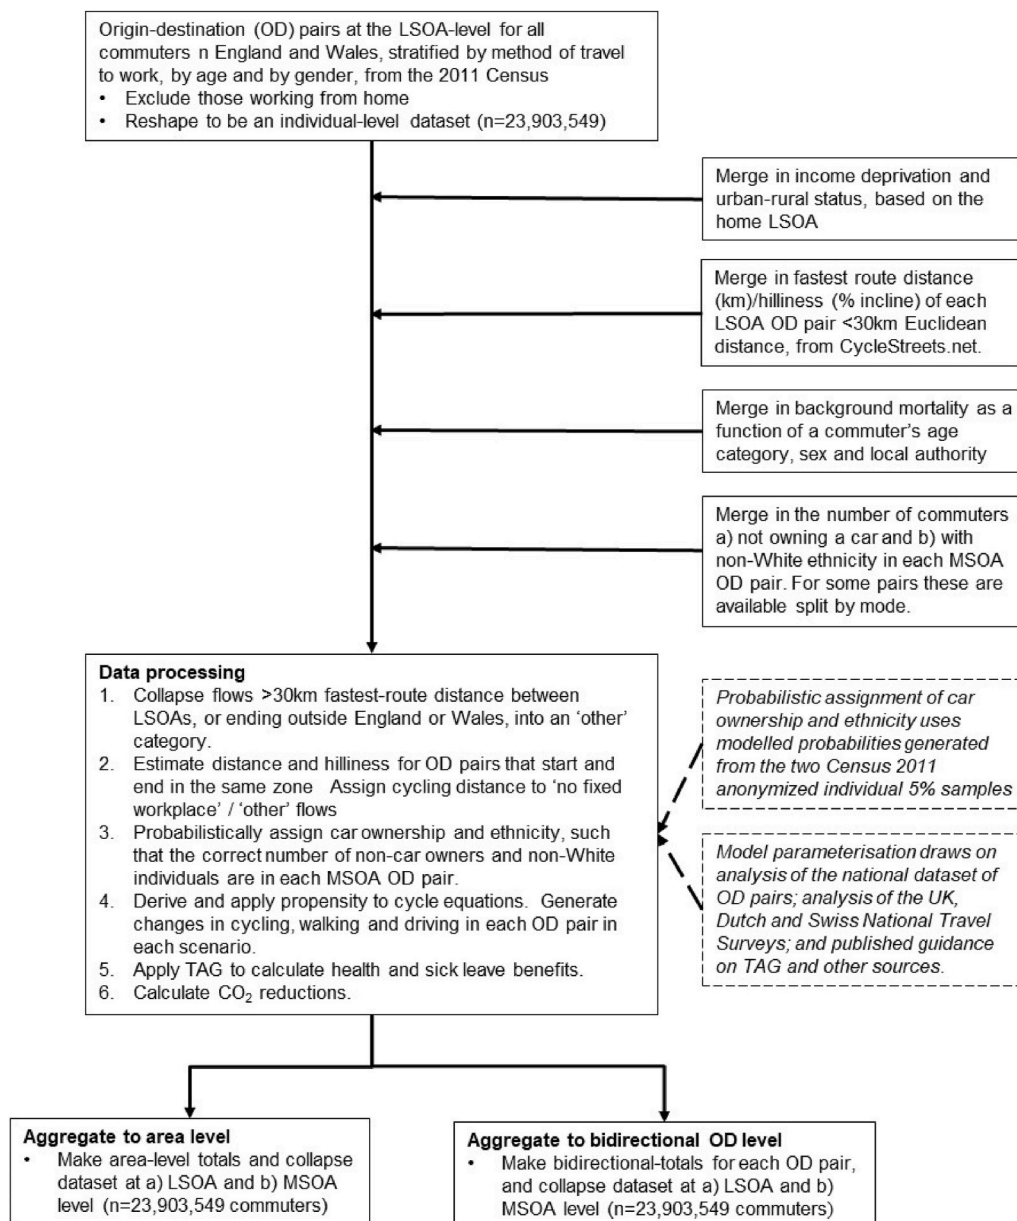 Origin-destination (OD) pairs at the LSOA-level for all
commuters n England and Wales, stratified by method of travel
to work, by age and by gender, from the 2011 Census
• Exclude those working from home
• Reshape to be an individual-level dataset (n=23,903,549)
Merge in income deprivation and
urban-rural status, based on the
home LSOA
Merge in fastest route distance
(km)/hilliness (% incline) of each
LSOA OD pair <30km Euclidean
distance, from CycleStreets.net.
Merge in background mortality as a
function of a commuter's age
category, sex and local authority
Merge in the number of commuters
a) not owning a car and b) with
non-White ethnicity in each MSOA
OD pair. For some pairs these are
available split by mode.
Data processing
1. Collapse flows >30km fastest-route distance between
LSOAs, or ending outside England or Wales, into an 'other'
category.
2. Estimate distance and hilliness for OD pairs that start and
end in the same zone Assign cycling distance to 'no fixed
workplace' / 'other' flows
3. Probabilistically assign car ownership and ethnicity, such
that the correct number of non-car owners and non-White
individuals are in each MSOA OD pair.
4. Derive and apply propensity to cycle equations. Generate
changes in cycling, walking and driving in each OD pair in
each scenario.
5. Apply TAG to calculate health and sick leave benefits.
6. Calculate CO₂ reductions.
Probabilistic assignment of car
ownership and ethnicity uses
modelled probabilities generated
from the two Census 2011
anonymized individual 5% samples
Model parameterisation draws on
analysis of the national dataset of
OD pairs; analysis of the UK,
Dutch and Swiss National Travel
Surveys; and published guidance
on TAG and other sources.
Aggregate to area level
• Make area-level totals and collapse
dataset at a) LSOA and b) MSOA
level (n=23,903,549 commuters)
Aggregate to bidirectional OD level
• Make bidirectional-totals for each OD pair,
and collapse dataset at a) LSOA and b)
MSOA level (n=23,903,549 commuters)